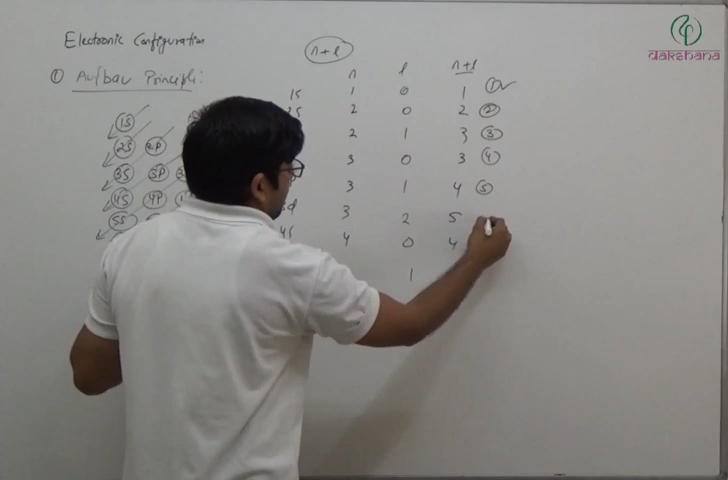 Electronic Configuration
n+l
① Aufbau Principle:
n l n+l
1S 1 0 1 ①✓
2S 2 0 2 ②
2 1 3 ③
3 0 3 ④
3 1 4 ⑤
3 2 5
4S 4 0 4
1
1S
2S 2P
3S 3P
4S 4P
5S
dakshana